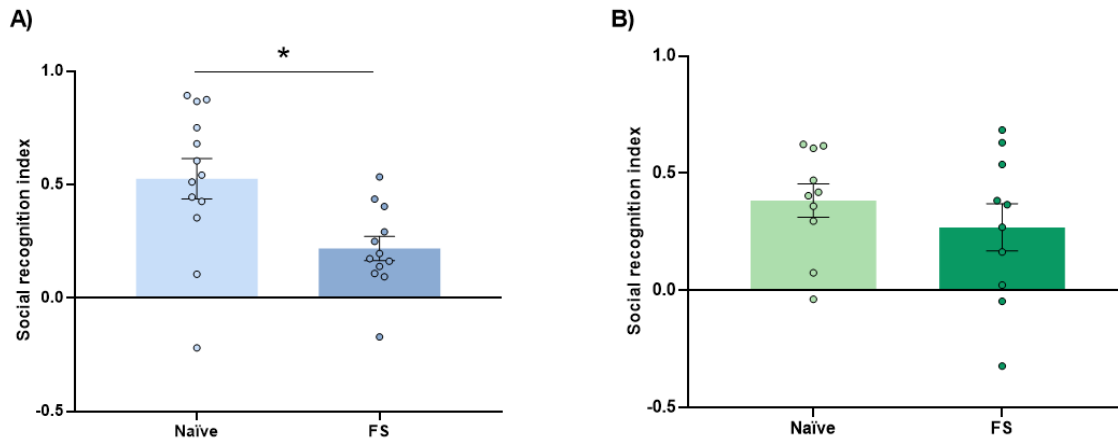 A)
*
Social recognition index
1.0
0.5
0.0
-0.5
Naïve
FS
B)
Social recognition index
1.0
0.5
0.0
-0.5
Naïve
FS